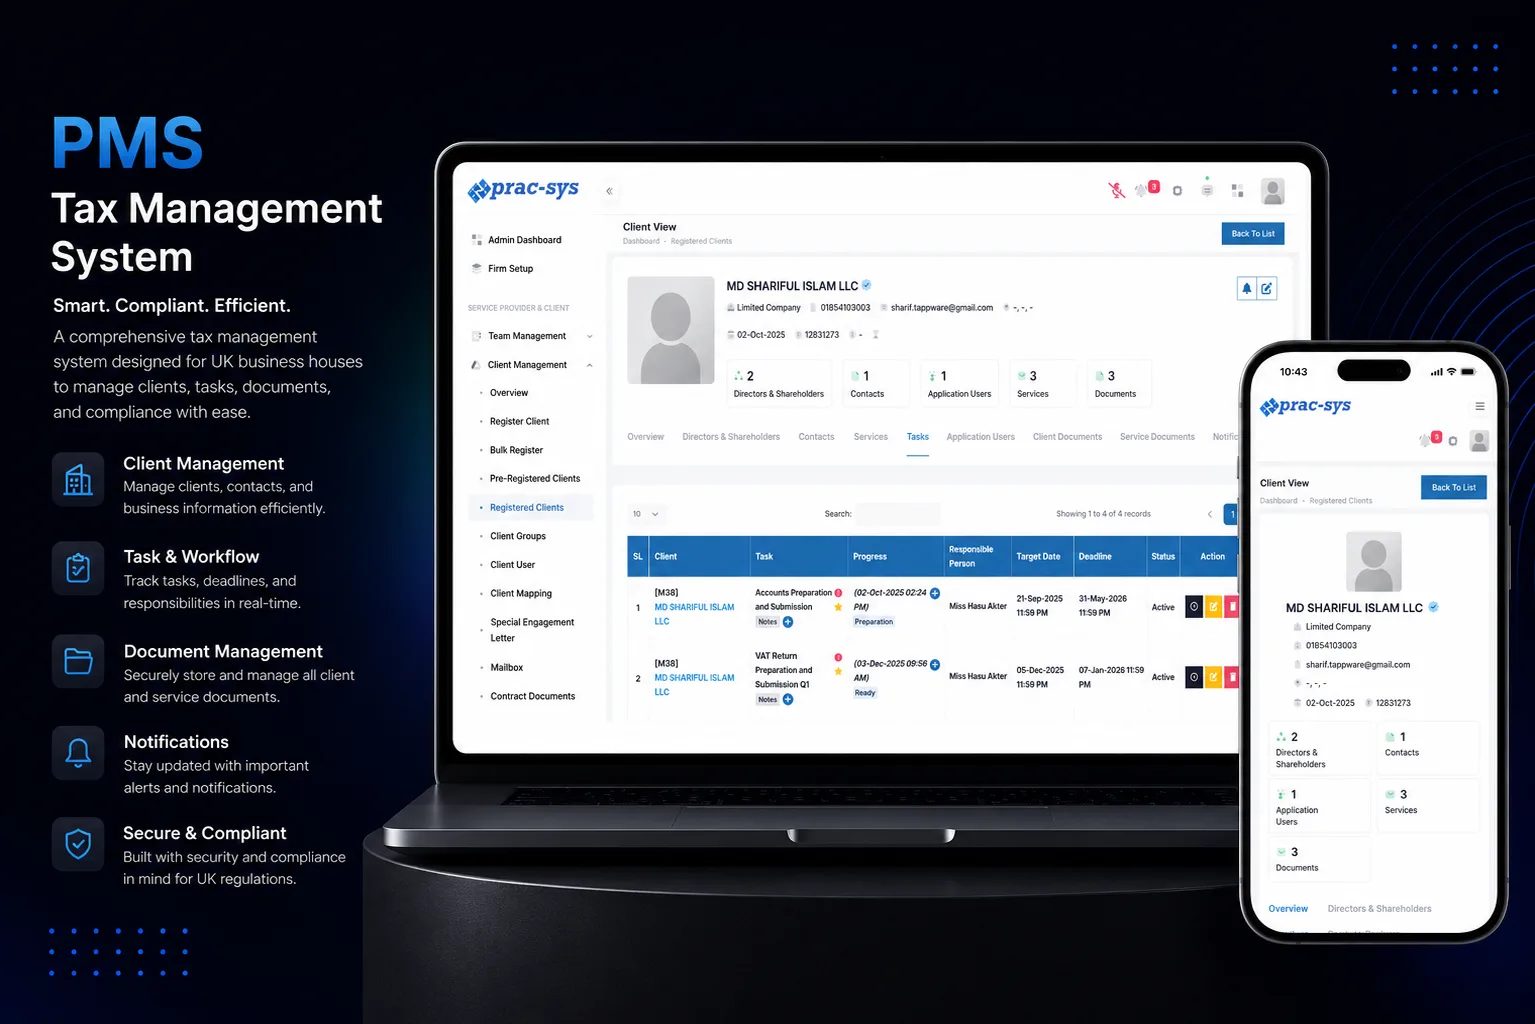 PMS
Tax Management
System
Smart. Compliant. Efficient.
A comprehensive tax management
system designed for UK business houses
to manage clients, tasks, documents,
and compliance with ease.
Client Management
Manage clients, contacts, and
business information efficiently.
Task & Workflow
Track tasks, deadlines, and
responsibilities in real-time.
Document Management
Securely store and manage all client
and service documents.
Notifications
Stay updated with important
alerts and notifications.
Secure & Compliant
Built with security and compliance
in mind for UK regulations.
prac-sys
3
Admin Dashboard
Firm Setup
SERVICE PROVIDER & CLIENT
Team Management
Client Management
Overview
Register Client
Bulk Register
Pre-Registered Clients
Registered Clients
Client Groups
Client User
Client Mapping
Special Engagement
Letter
Mailbox
Contract Documents
Client View
Dashboard - Registered Clients
Back To List
MD SHARIFUL ISLAM LLC
Limited Company 01854103003 sharif.tappware@gmail.com -, -, -
02-Oct-2025 12831273 -
2
Directors & Shareholders
1
Contacts
1
Application Users
3
Services
3
Documents
Overview Directors & Shareholders Contacts Services Tasks Application Users Client Documents Service Documents Notific
10 Search: Showing 1 to 4 of 4 records 1
SL Client Task Progress Responsible Person Target Date Deadline Status Action
1
[M38]
MD SHARIFUL ISLAM
LLC
Accounts Preparation
and Submission
Notes
(02-Oct-2025 02:24
PM)
Preparation
Miss Hasu Akter
21-Sep-2025
11:59 PM
31-May-2026
11:59 PM
Active
2
[M38]
MD SHARIFUL ISLAM
LLC
VAT Return
Preparation and
Submission Q1
Notes
(03-Dec-2025 09:56
AM)
Ready
Miss Hasu Akter
05-Dec-2025
11:59 PM
07-Jan-2026 11:59
PM
Active
10:43
prac-sys
3
Client View
Dashboard - Registered Clients
Back To List
MD SHARIFUL ISLAM LLC
Limited Company
01854103003
sharif.tappware@gmail.com
-, -, -
02-Oct-2025 12831273
2
Directors &
Shareholders
1
Contacts
1
Application
Users
3
Services
3
Documents
Overview Directors & Shareholders